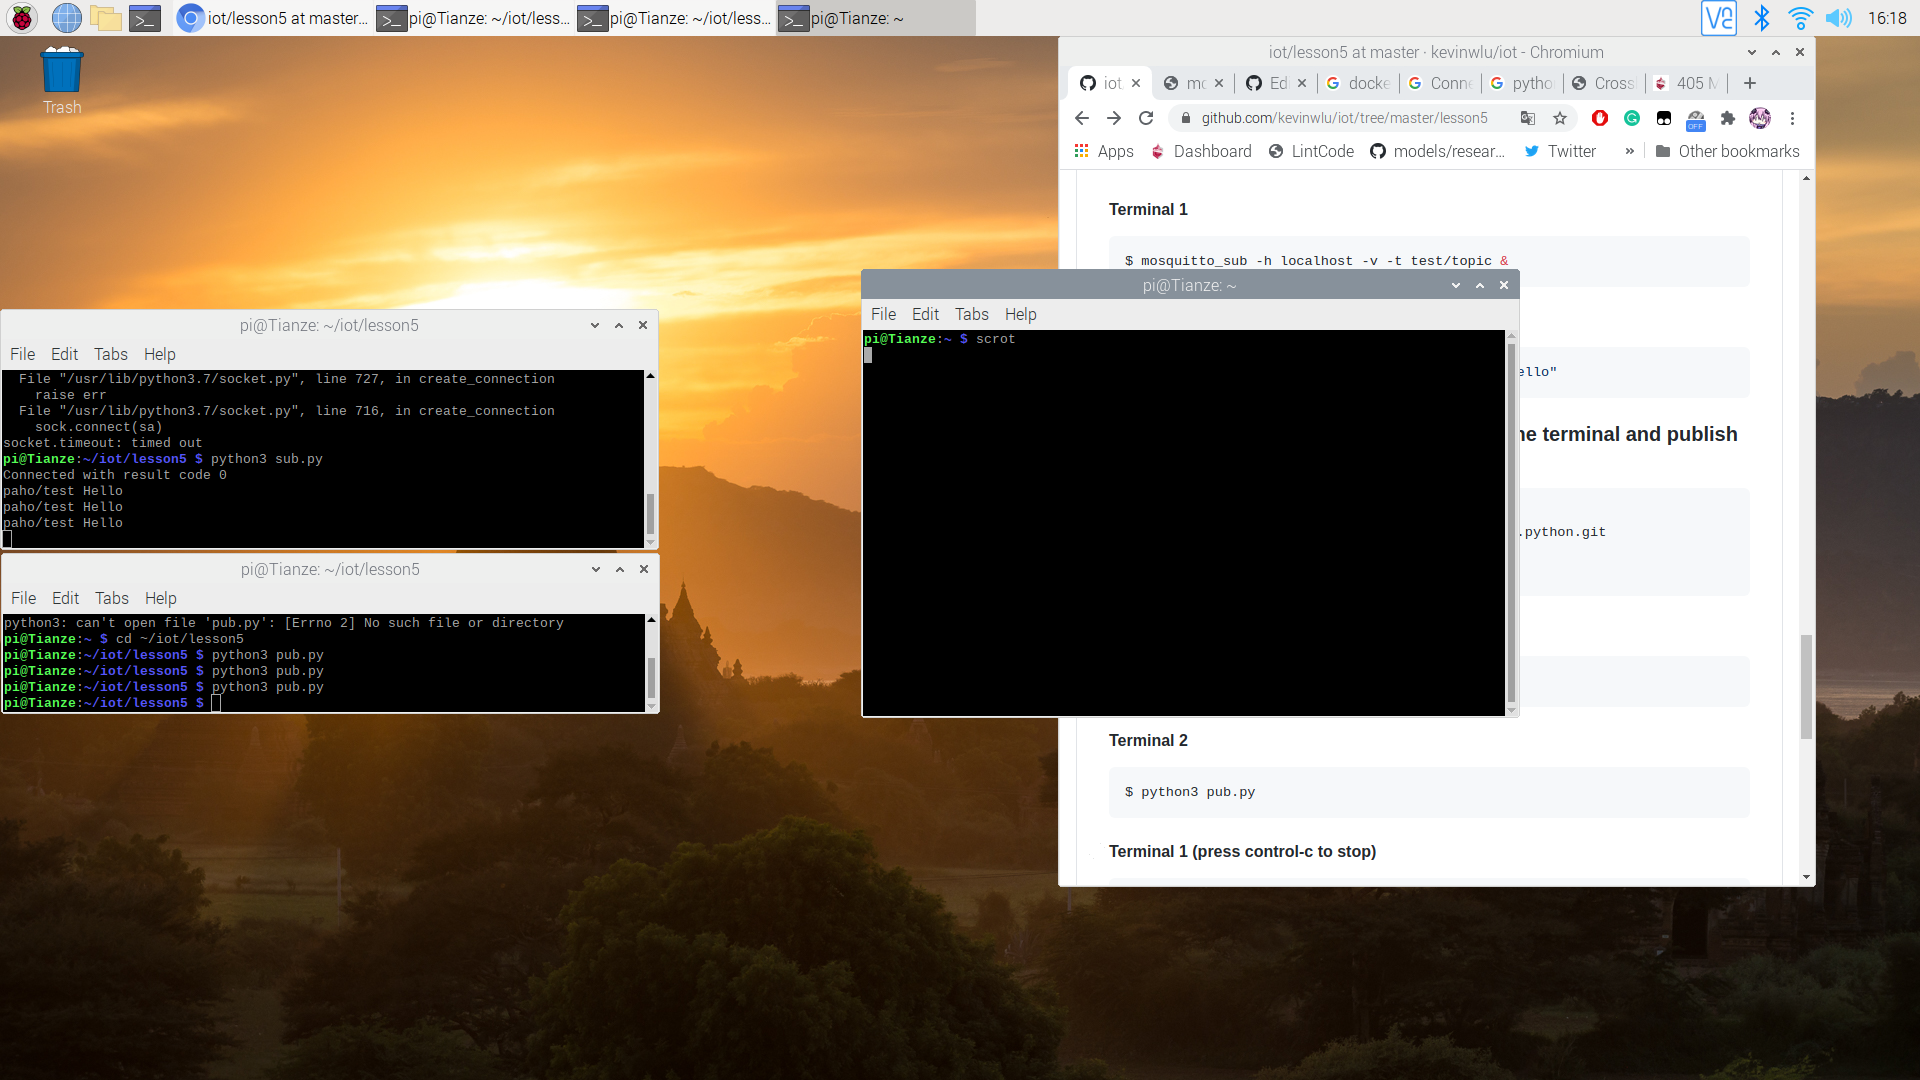 iot/lesson5 at master...
pi@Tianze: ~/iot/less...
pi@Tianze: ~/iot/less...
pi@Tianze: ~
16:18
Trash
iot/lesson5 at master · kevinwlu/iot - Chromium
iot
Ed
docke
Conne
pytho
Cross
405 M
github.com/kevinwlu/iot/tree/master/lesson5
OFF
Apps
Dashboard
LintCode
models/resear...
Twitter
»
Other bookmarks
Terminal 1
$ mosquitto_sub -h localhost -v -t test/topic &
ello"
ne terminal and publish
.python.git
Terminal 2
$ python3 pub.py
Terminal 1 (press control-c to stop)
pi@Tianze: ~
File Edit Tabs Help
pi@Tianze:~ $ scrot
pi@Tianze: ~/iot/lesson5
File Edit Tabs Help
File "/usr/lib/python3.7/socket.py", line 727, in create_connection
raise err
File "/usr/lib/python3.7/socket.py", line 716, in create_connection
sock.connect(sa)
socket.timeout: timed out
pi@Tianze:~/iot/lesson5 $ python3 sub.py
Connected with result code 0
paho/test Hello
paho/test Hello
paho/test Hello
pi@Tianze: ~/iot/lesson5
File Edit Tabs Help
python3: can't open file 'pub.py': [Errno 2] No such file or directory
pi@Tianze:~ $ cd ~/iot/lesson5
pi@Tianze:~/iot/lesson5 $ python3 pub.py
pi@Tianze:~/iot/lesson5 $ python3 pub.py
pi@Tianze:~/iot/lesson5 $ python3 pub.py
pi@Tianze:~/iot/lesson5 $